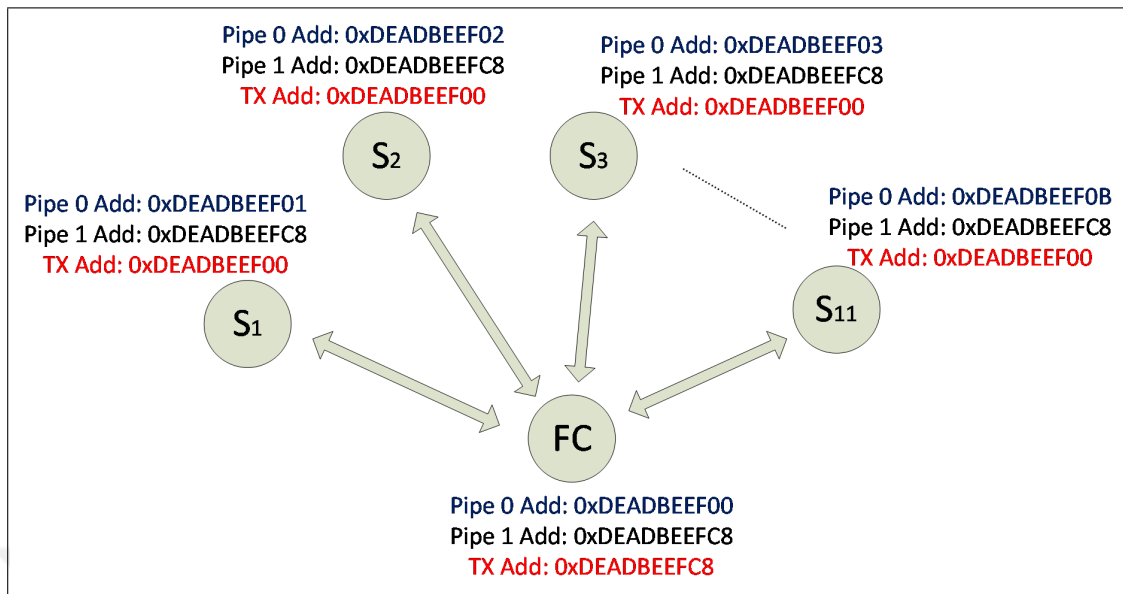 Pipe 0 Add: 0xDEADBEEF02
Pipe 1 Add: 0xDEADBEEFC8
TX Add: 0xDEADBEEF00
S2
Pipe 0 Add: 0xDEADBEEF03
Pipe 1 Add: 0xDEADBEEFC8
TX Add: 0xDEADBEEF00
S3
Pipe 0 Add: 0xDEADBEEF01
Pipe 1 Add: 0xDEADBEEFC8
TX Add: 0xDEADBEEF00
S1
Pipe 0 Add: 0xDEADBEEF0B
Pipe 1 Add: 0xDEADBEEFC8
TX Add: 0xDEADBEEF00
S11
FC
Pipe 0 Add: 0xDEADBEEF00
Pipe 1 Add: 0xDEADBEEFC8
TX Add: 0xDEADBEEFC8